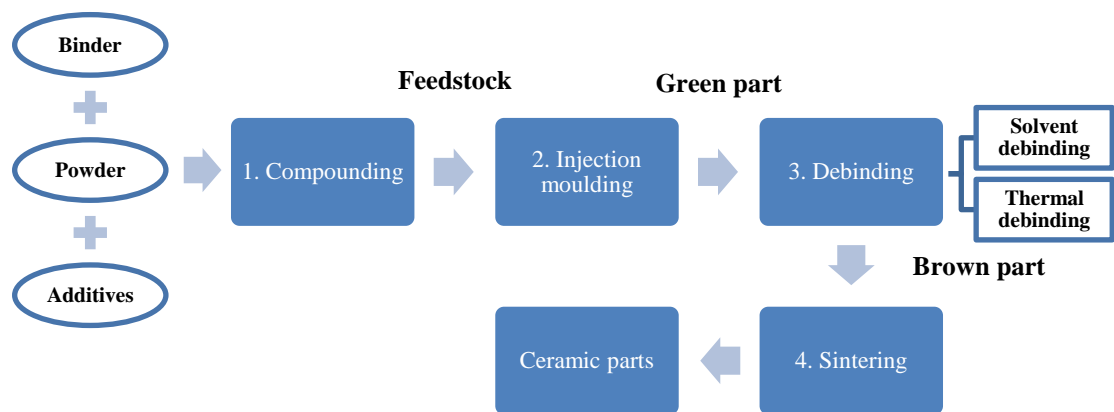 Binder
Powder
Additives
1. Compounding
Feedstock
2. Injection
moulding
Green part
3. Debinding
Solvent
debinding
Thermal
debinding
Brown part
4. Sintering
Ceramic parts